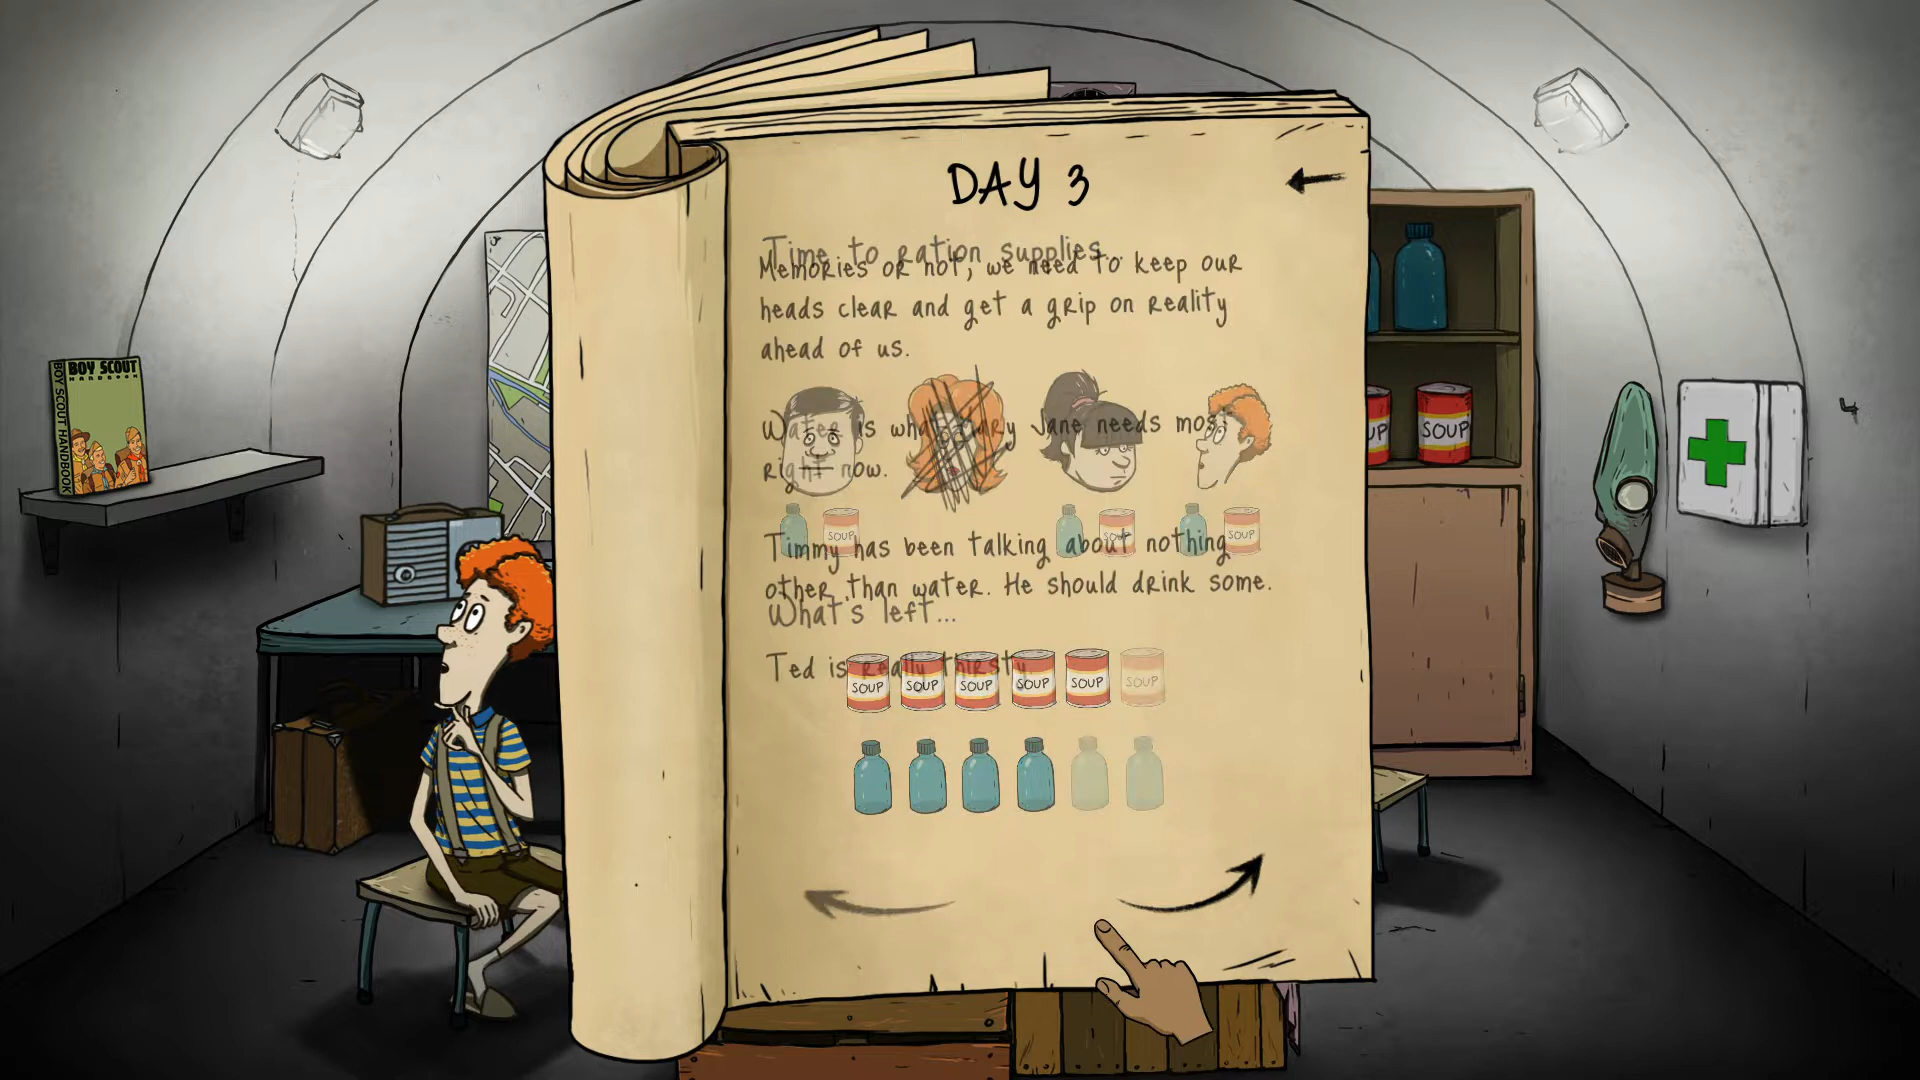 DAY 3
Time to ration supplies...
Memories or not, we need to keep our
heads clear and get a grip on reality
ahead of us.
Water is what Mary Jane needs most
right now.
SOUP SOUP SOUP
Timmy has been talking about nothing
other than water. He should drink some.
What's left...
Ted is really thirsty
SOUP SOUP SOUP SOUP SOUP SOUP
BOY SCOUT
HANDBOOK
BOY SCOUT HANDBOOK
UP SOUP